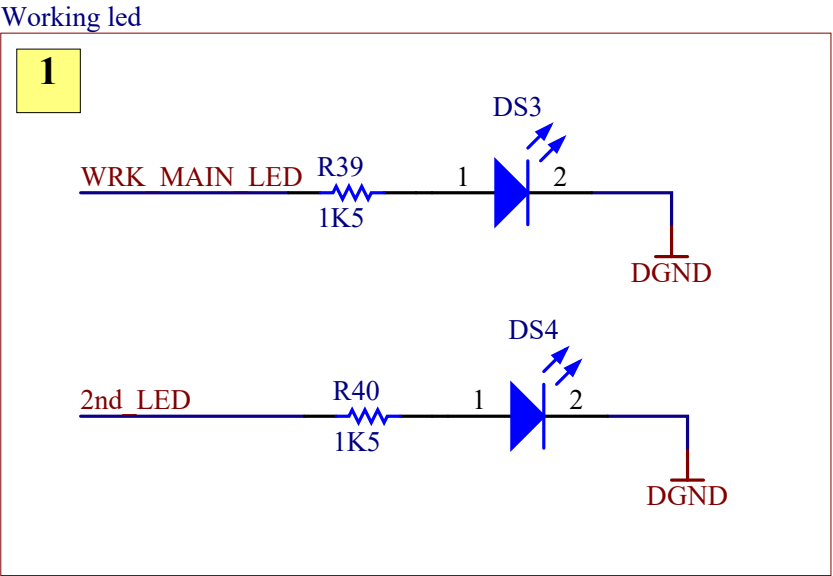 Working led
1
DS3
WRK_MAIN_LED
R39
1
2
1K5
DGND
DS4
2nd_LED
R40
1
2
1K5
DGND